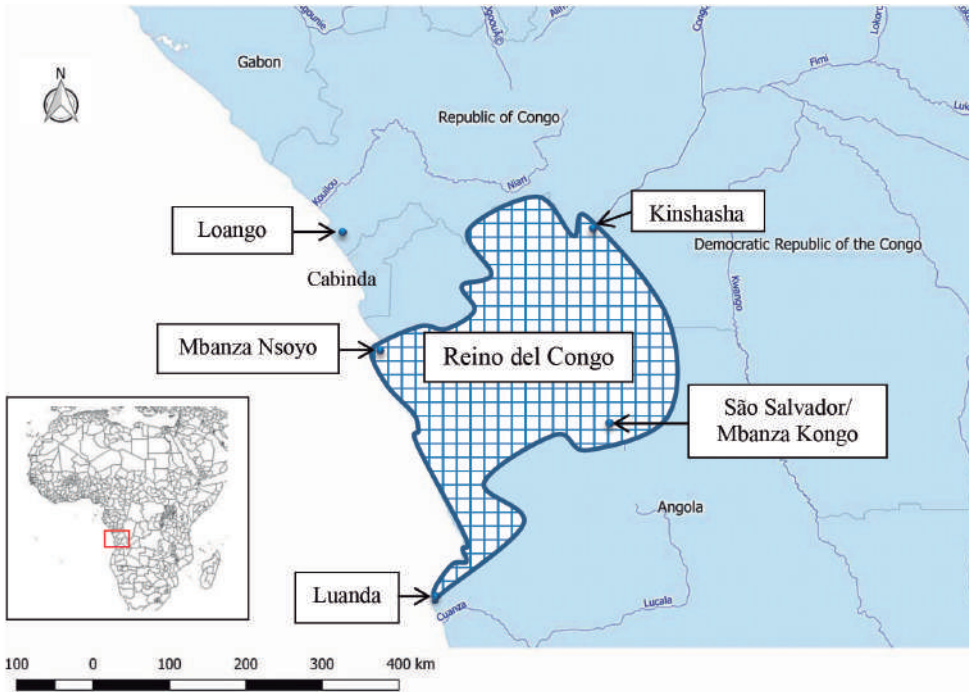 Gabon
N
Republic of Congo
Fimi
Kouilou
Niari
Loango
Kinshasha
Democratic Republic of the Congo
Cabinda
Kwango
Mbanza Nsoyo
Reino del Congo
São Salvador/
Mbanza Kongo
Angola
Luanda
Cuanza
Lucala
100 0 100 200 300 400 km